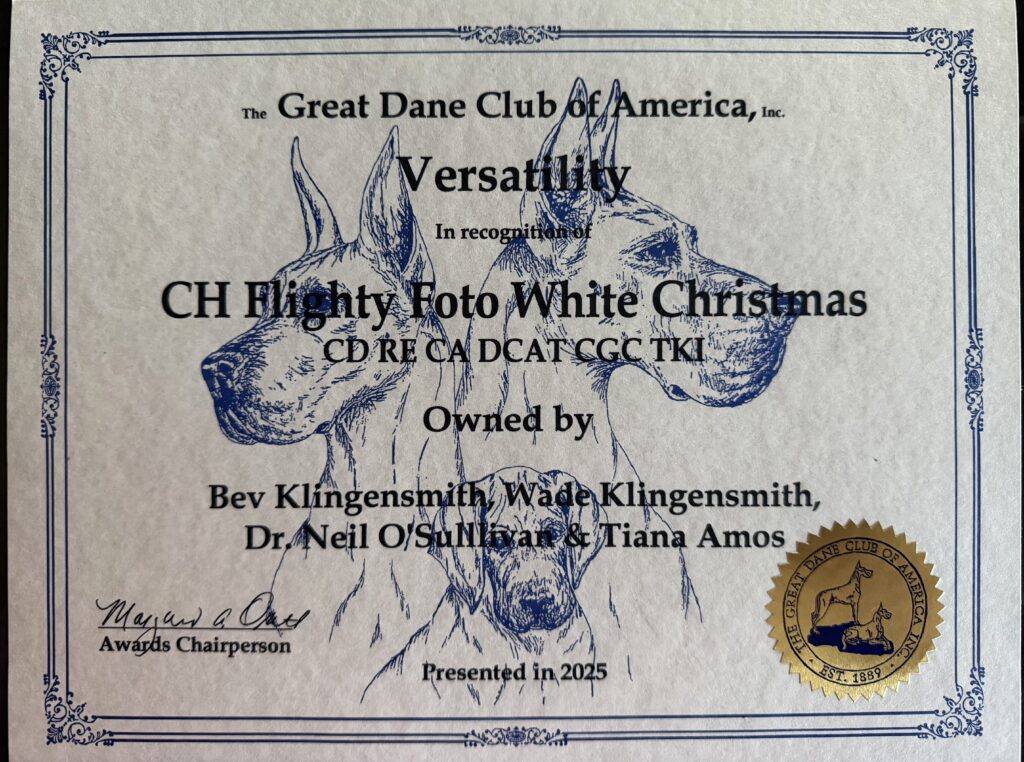 The Great Dane Club of America, Inc.
Versatility
In recognition of
CH Flighty Foto White Christmas
CD RE CA DCAT CGC TKI
Owned by
Bev Klingensmith, Wade Klingensmith,
Dr. Neil O'Sulllivan & Tiana Amos
Awards Chairperson
Presented in 2025
THE GREAT DANE CLUB OF AMERICA INC.
· EST. 1889 ·